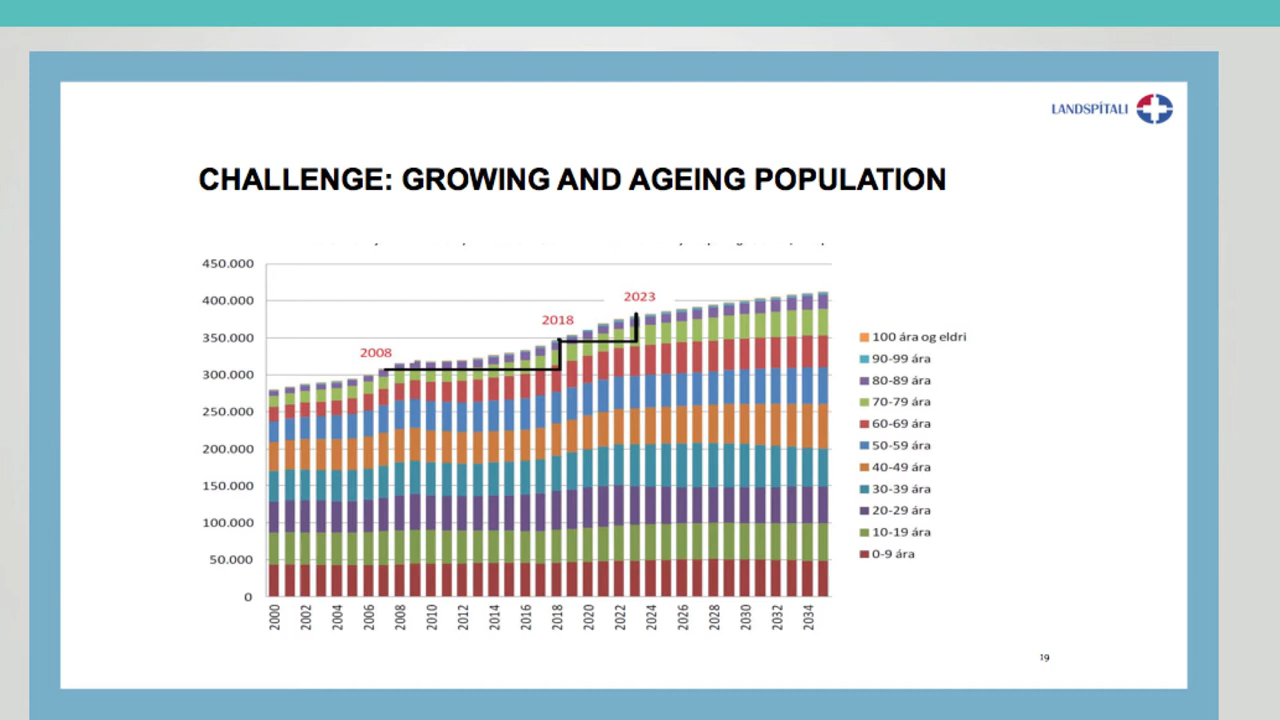 LANDSPÍTALI
CHALLENGE: GROWING AND AGEING POPULATION
450.000
400.000
350.000
300.000
250.000
200.000
150.000
100.000
50.000
0
2008
2018
2023
2000
2002
2004
2006
2008
2010
2012
2014
2016
2018
2020
2022
2024
2026
2028
2030
2032
2034
100 ára og eldri
90-99 ára
80-89 ára
70-79 ára
60-69 ára
50-59 ára
40-49 ára
30-39 ára
20-29 ára
10-19 ára
0-9 ára
19